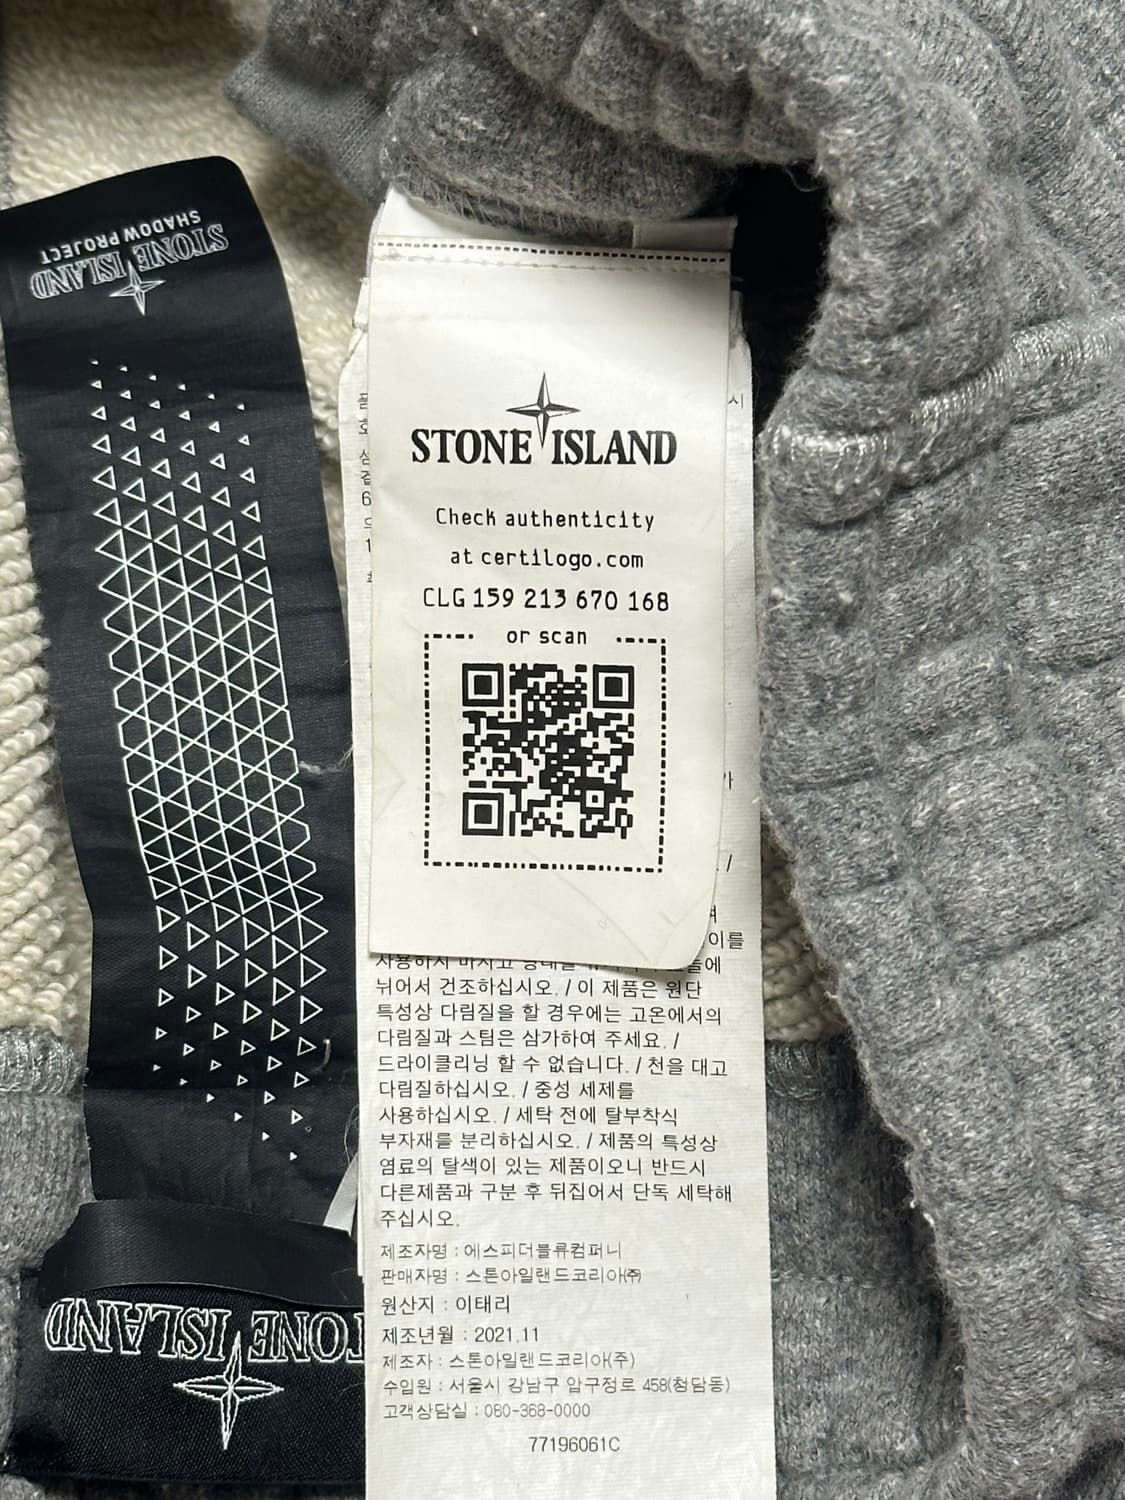 STONE ISLAND
SHADOW PROJECT
STONE ISLAND
Check authenticity
at certilogo.com
CLG 159 213 670 168
or scan
뉘어서 건조하십시오. / 이 제품은 원단
특성상 다림질을 할 경우에는 고온에서의
다림질과 스팀은 삼가하여 주세요. /
드라이클리닝 할 수 없습니다. / 천을 대고
다림질하십시오. / 중성 세제를
사용하십시오. / 세탁 전에 탈부착식
부자재를 분리하십시오. / 제품의 특성상
염료의 탈색이 있는 제품이오니 반드시
다른제품과 구분 후 뒤집어서 단독 세탁해
주십시오.
제조자명 : 에스피더블류컴퍼니
판매자명 : 스톤아일랜드코리아㈜
원산지 : 이태리
제조년월 : 2021.11
제조자 : 스톤아일랜드코리아(주)
수입원 : 서울시 강남구 압구정로 458(청담동)
고객상담실 : 080-368-0000
77196061C
STONE ISLAND